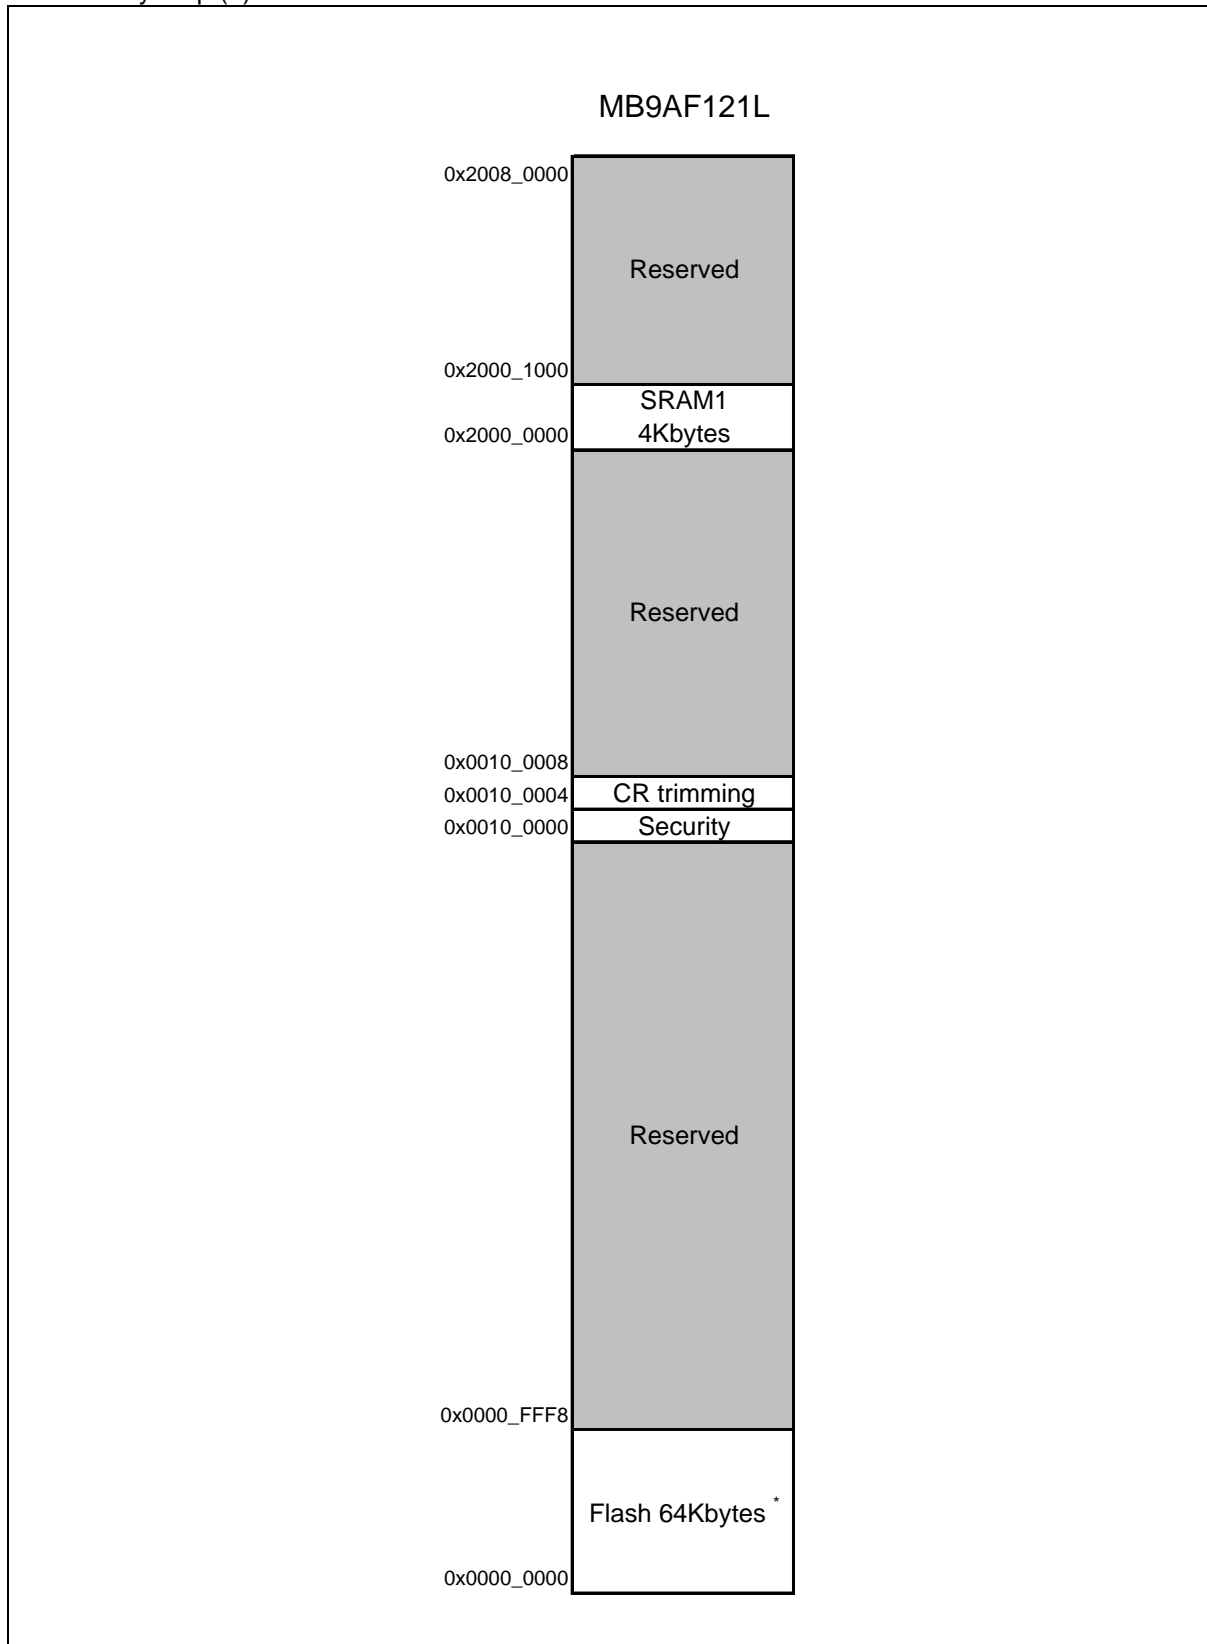 MB9AF121L
0x2008_0000
Reserved
0x2000_1000
SRAM1
0x2000_0000 4Kbytes
Reserved
0x0010_0008
0x0010_0004 CR trimming
0x0010_0000 Security
Reserved
0x0000_FFF8
Flash 64Kbytes *
0x0000_0000